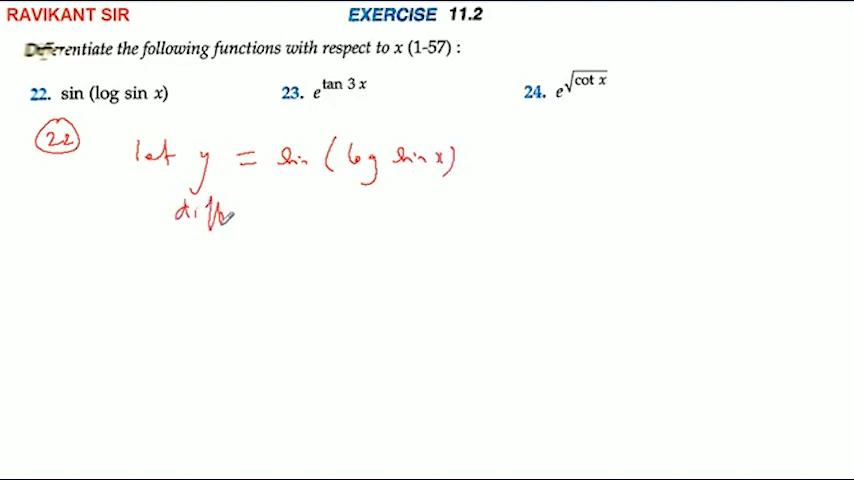 RAVIKANT SIR EXERCISE 11.2
Differentiate the following functions with respect to x (1-57) :
22. sin (log sin x) 23. e^{tan 3x} 24. e^{√cot x}
22
let y = sin (log sin x)
diff